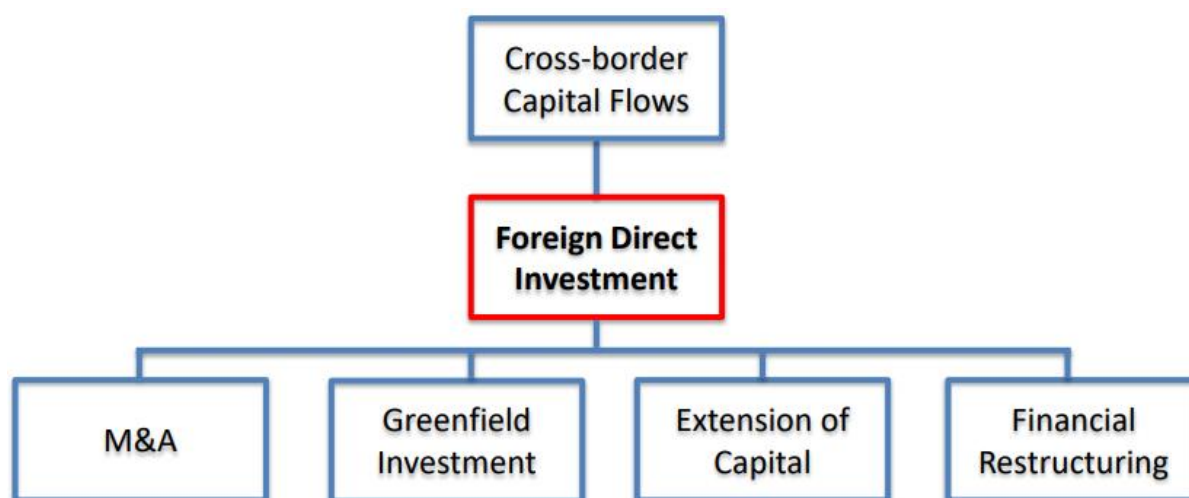 Cross-border
Capital Flows
Foreign Direct
Investment
M&A
Greenfield
Investment
Extension of
Capital
Financial
Restructuring